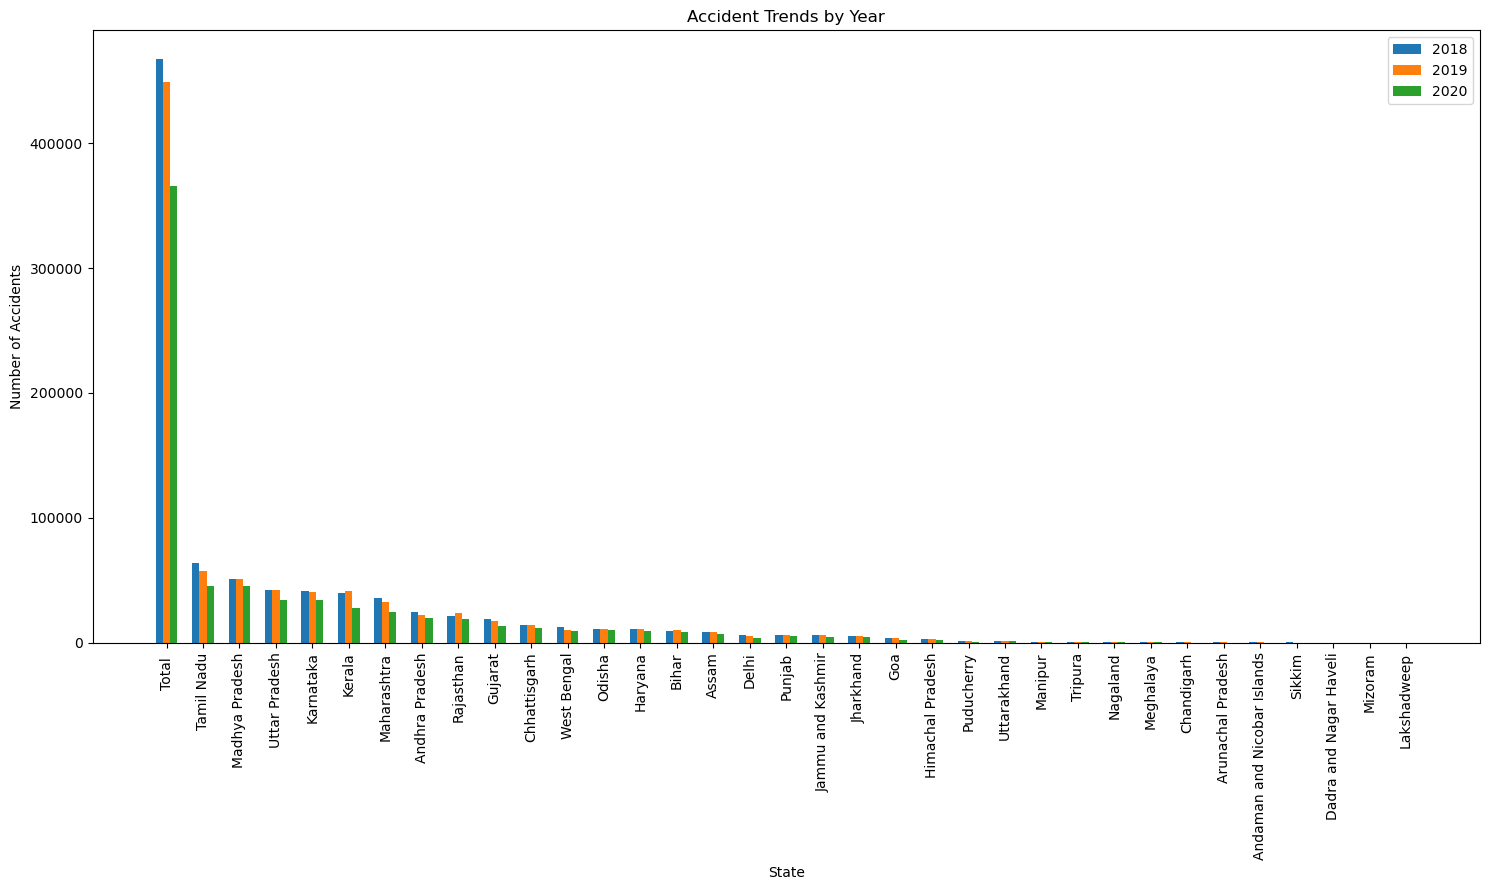 Accident Trends by Year
2018
2019
2020
Number of Accidents
400000
300000
200000
100000
0
Total
Tamil Nadu
Madhya Pradesh
Uttar Pradesh
Karnataka
Kerala
Maharashtra
Andhra Pradesh
Rajasthan
Gujarat
Chhattisgarh
West Bengal
Odisha
Haryana
Bihar
Assam
Delhi
Punjab
Jammu and Kashmir
Jharkhand
Goa
Himachal Pradesh
Puducherry
Uttarakhand
Manipur
Tripura
Nagaland
Meghalaya
Chandigarh
Arunachal Pradesh
Andaman and Nicobar Islands
Sikkim
Dadra and Nagar Haveli
Mizoram
Lakshadweep
State